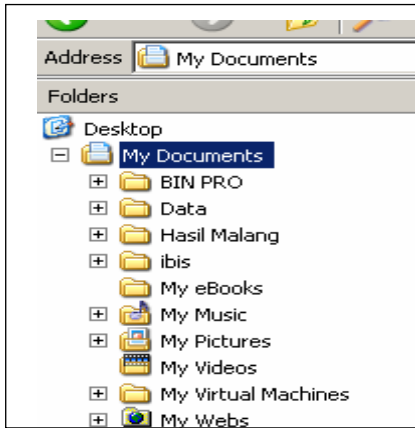 Address My Documents
Folders
Desktop
My Documents
BIN PRO
Data
Hasil Malang
ibis
My eBooks
My Music
My Pictures
My Videos
My Virtual Machines
My Webs